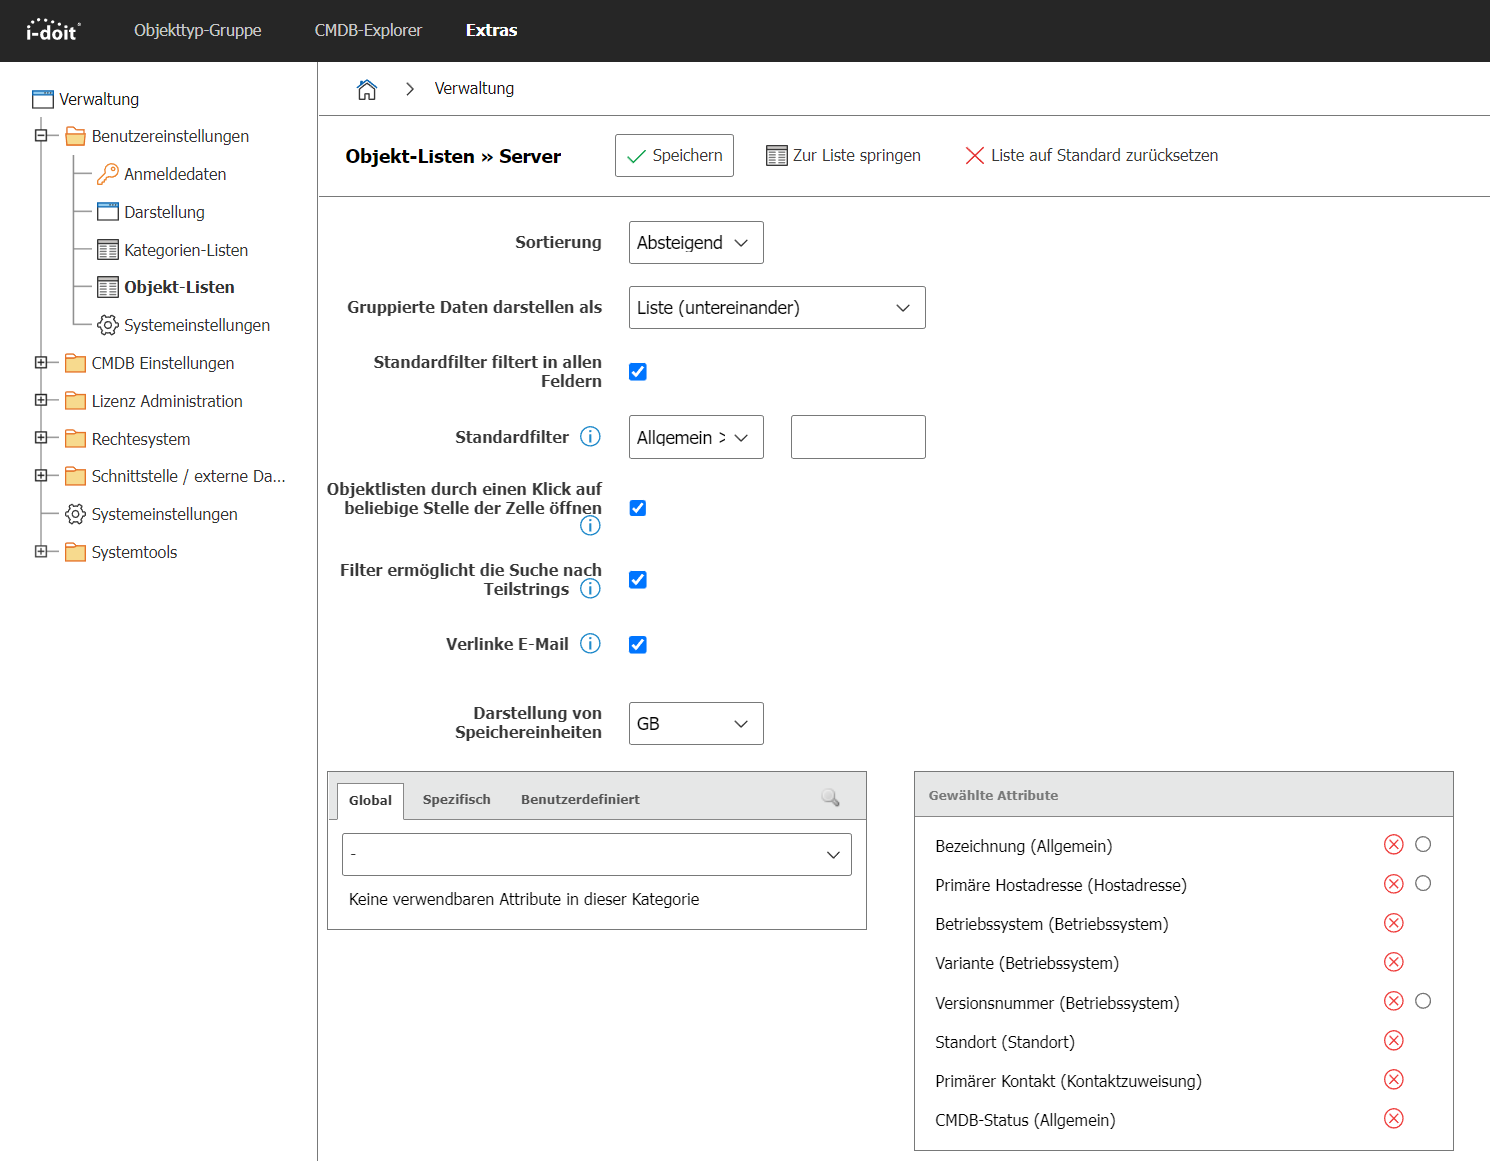 i-doit
Objekttyp-Gruppe
CMDB-Explorer
Extras
Verwaltung
Benutzereinstellungen
Anmeldedaten
Darstellung
Kategorien-Listen
Objekt-Listen
Systemeinstellungen
CMDB Einstellungen
Lizenz Administration
Rechtesystem
Schnittstelle / externe Da...
Systemeinstellungen
Systemtools
Verwaltung
Objekt-Listen » Server
Speichern
Zur Liste springen
Liste auf Standard zurücksetzen
Sortierung
Absteigend
Gruppierte Daten darstellen als
Liste (untereinander)
Standardfilter filtert in allen
Feldern
Standardfilter
Allgemein >
Objektlisten durch einen Klick auf
beliebige Stelle der Zelle öffnen
Filter ermöglicht die Suche nach
Teilstrings
Verlinke E-Mail
Darstellung von
Speichereinheiten
GB
Global
Spezifisch
Benutzerdefiniert
-
Keine verwendbaren Attribute in dieser Kategorie
Gewählte Attribute
Bezeichnung (Allgemein)
Primäre Hostadresse (Hostadresse)
Betriebssystem (Betriebssystem)
Variante (Betriebssystem)
Versionsnummer (Betriebssystem)
Standort (Standort)
Primärer Kontakt (Kontaktzuweisung)
CMDB-Status (Allgemein)